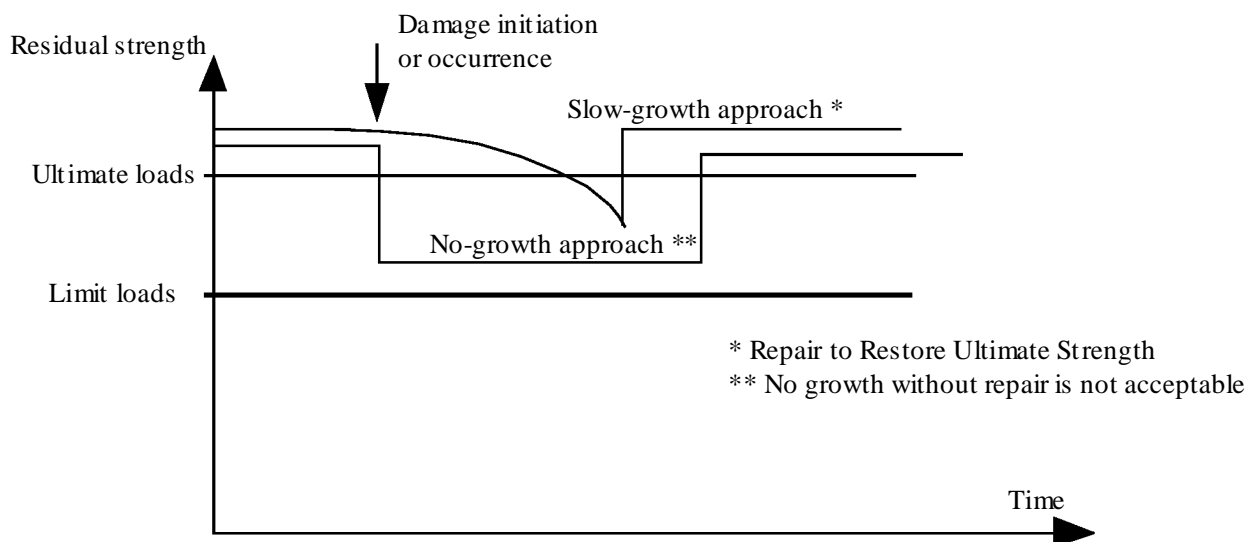 Damage initiation
or occurrence
Residual strength
Slow-growth approach *
Ultimate loads
No-growth approach **
Limit loads
* Repair to Restore Ultimate Strength
** No growth without repair is not acceptable
Time